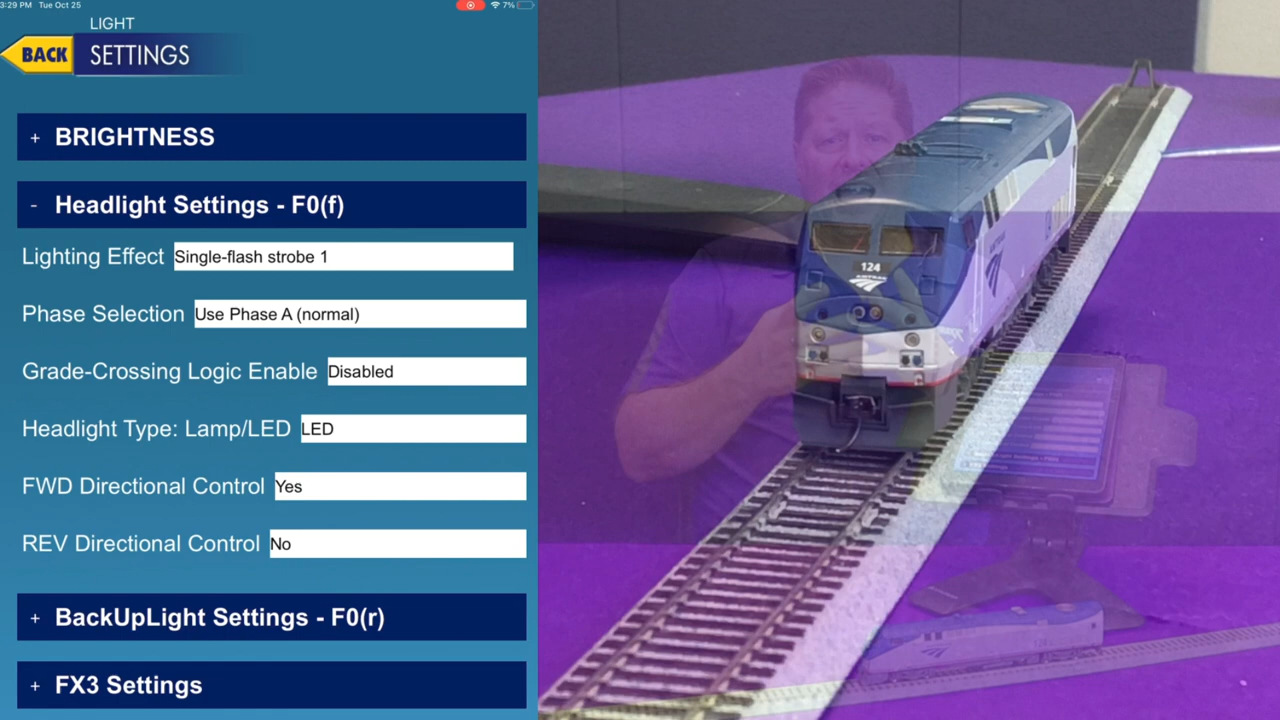 3:29 PM Tue Oct 25
7%
LIGHT
BACK
SETTINGS
+ BRIGHTNESS
- Headlight Settings - F0(f)
Lighting Effect Single-flash strobe 1
Phase Selection Use Phase A (normal)
Grade-Crossing Logic Enable Disabled
Headlight Type: Lamp/LED LED
FWD Directional Control Yes
REV Directional Control No
+ BackUpLight Settings - F0(r)
+ FX3 Settings
124
AMTRAK